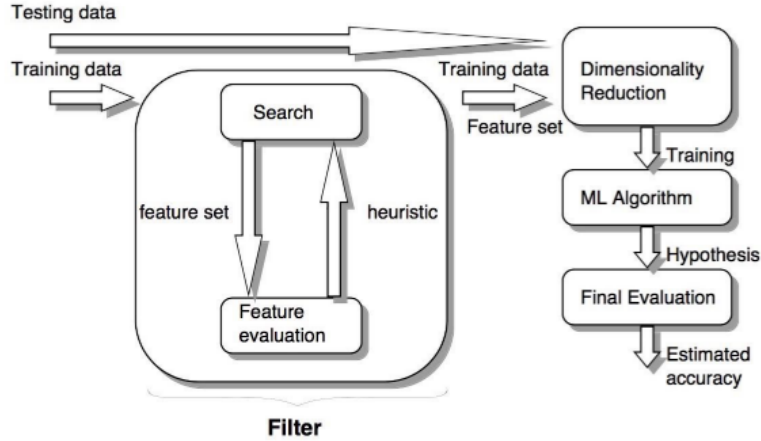 Testing data
Training data
Search
feature set
heuristic
Feature
evaluation
Filter
Training data
Feature set
Dimensionality
Reduction
Training
ML Algorithm
Hypothesis
Final Evaluation
Estimated
accuracy